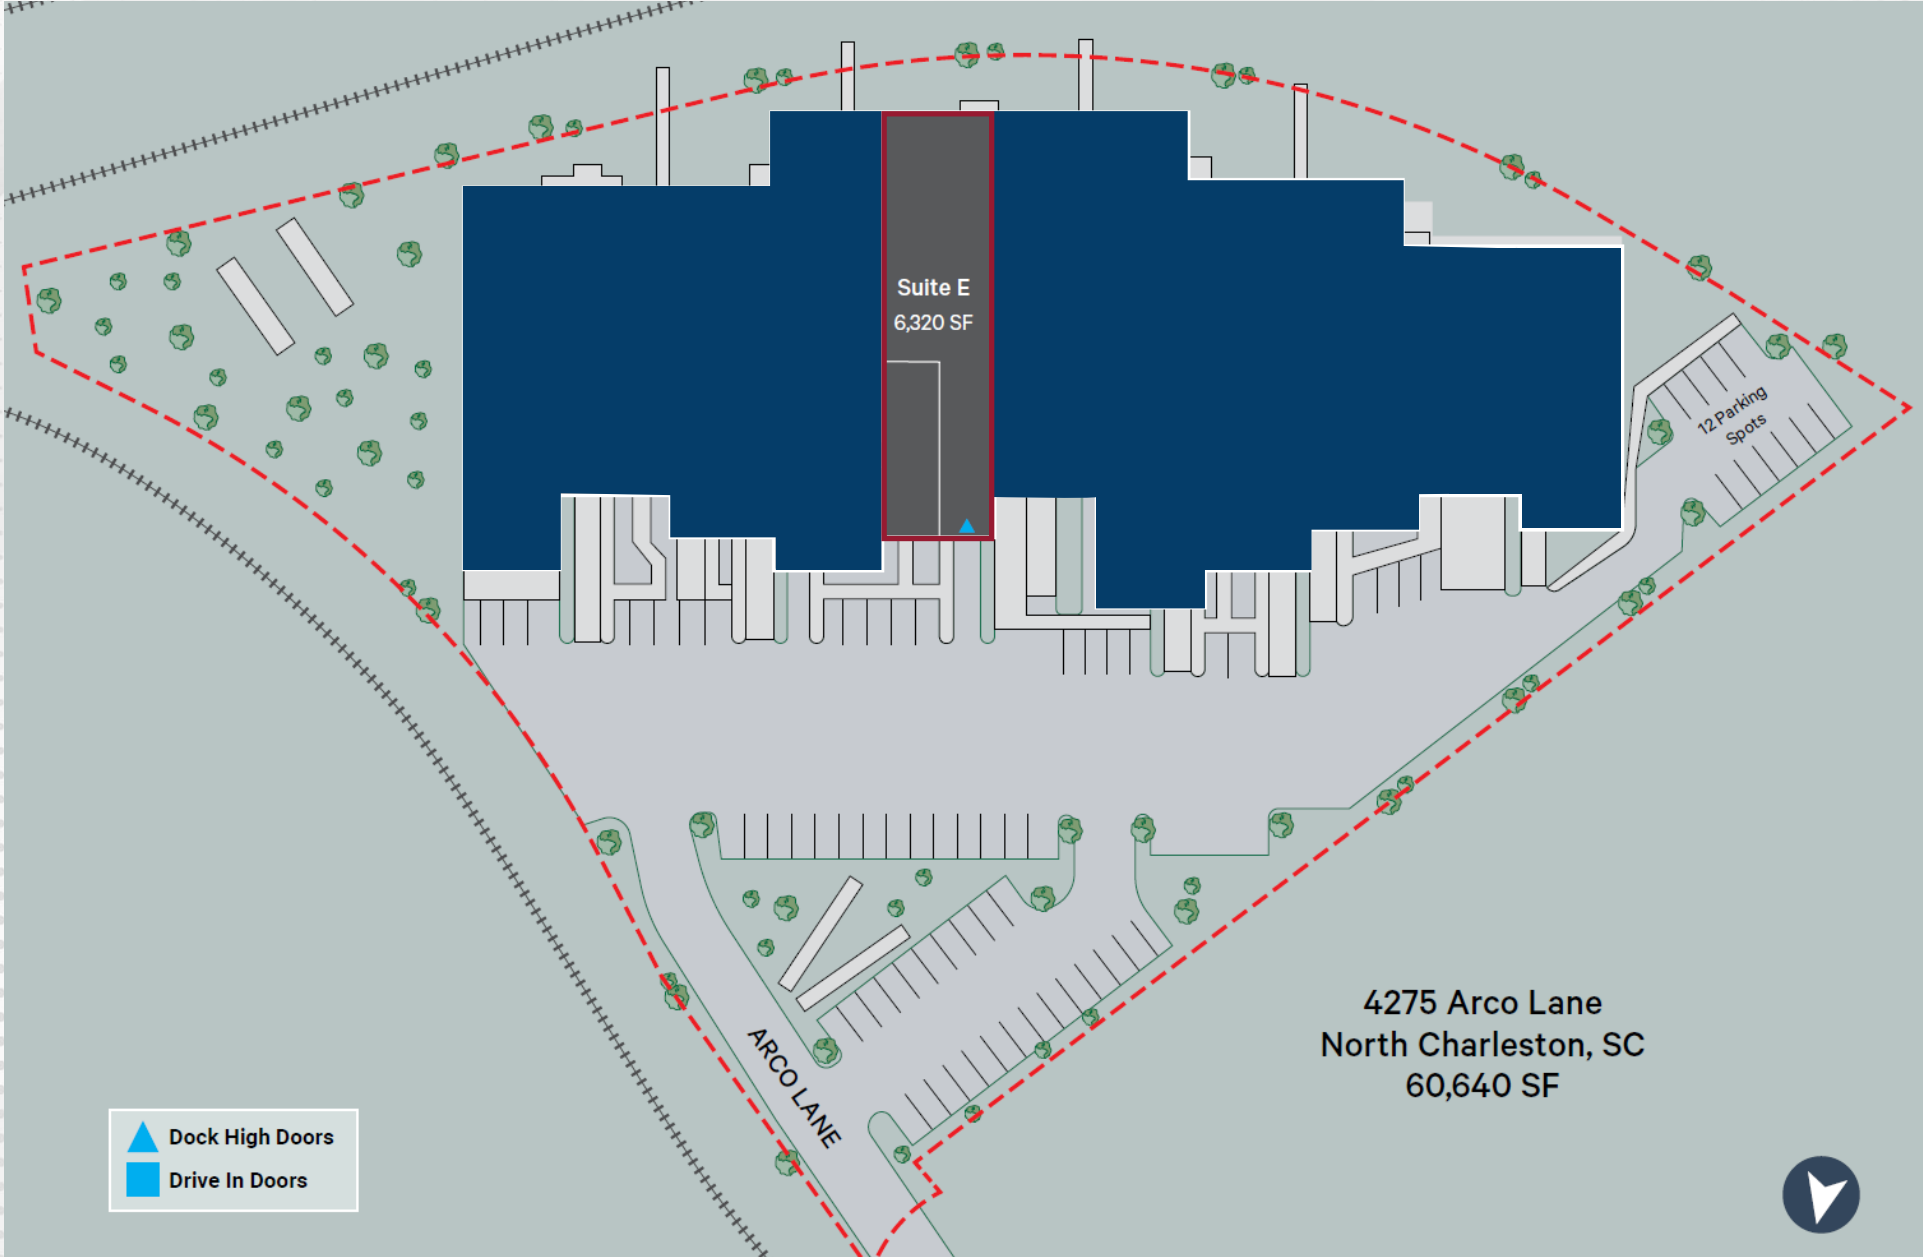 Suite E
6,320 SF
12 Parking
Spots
ARCO LANE
4275 Arco Lane
North Charleston, SC
60,640 SF
Dock High Doors
Drive In Doors